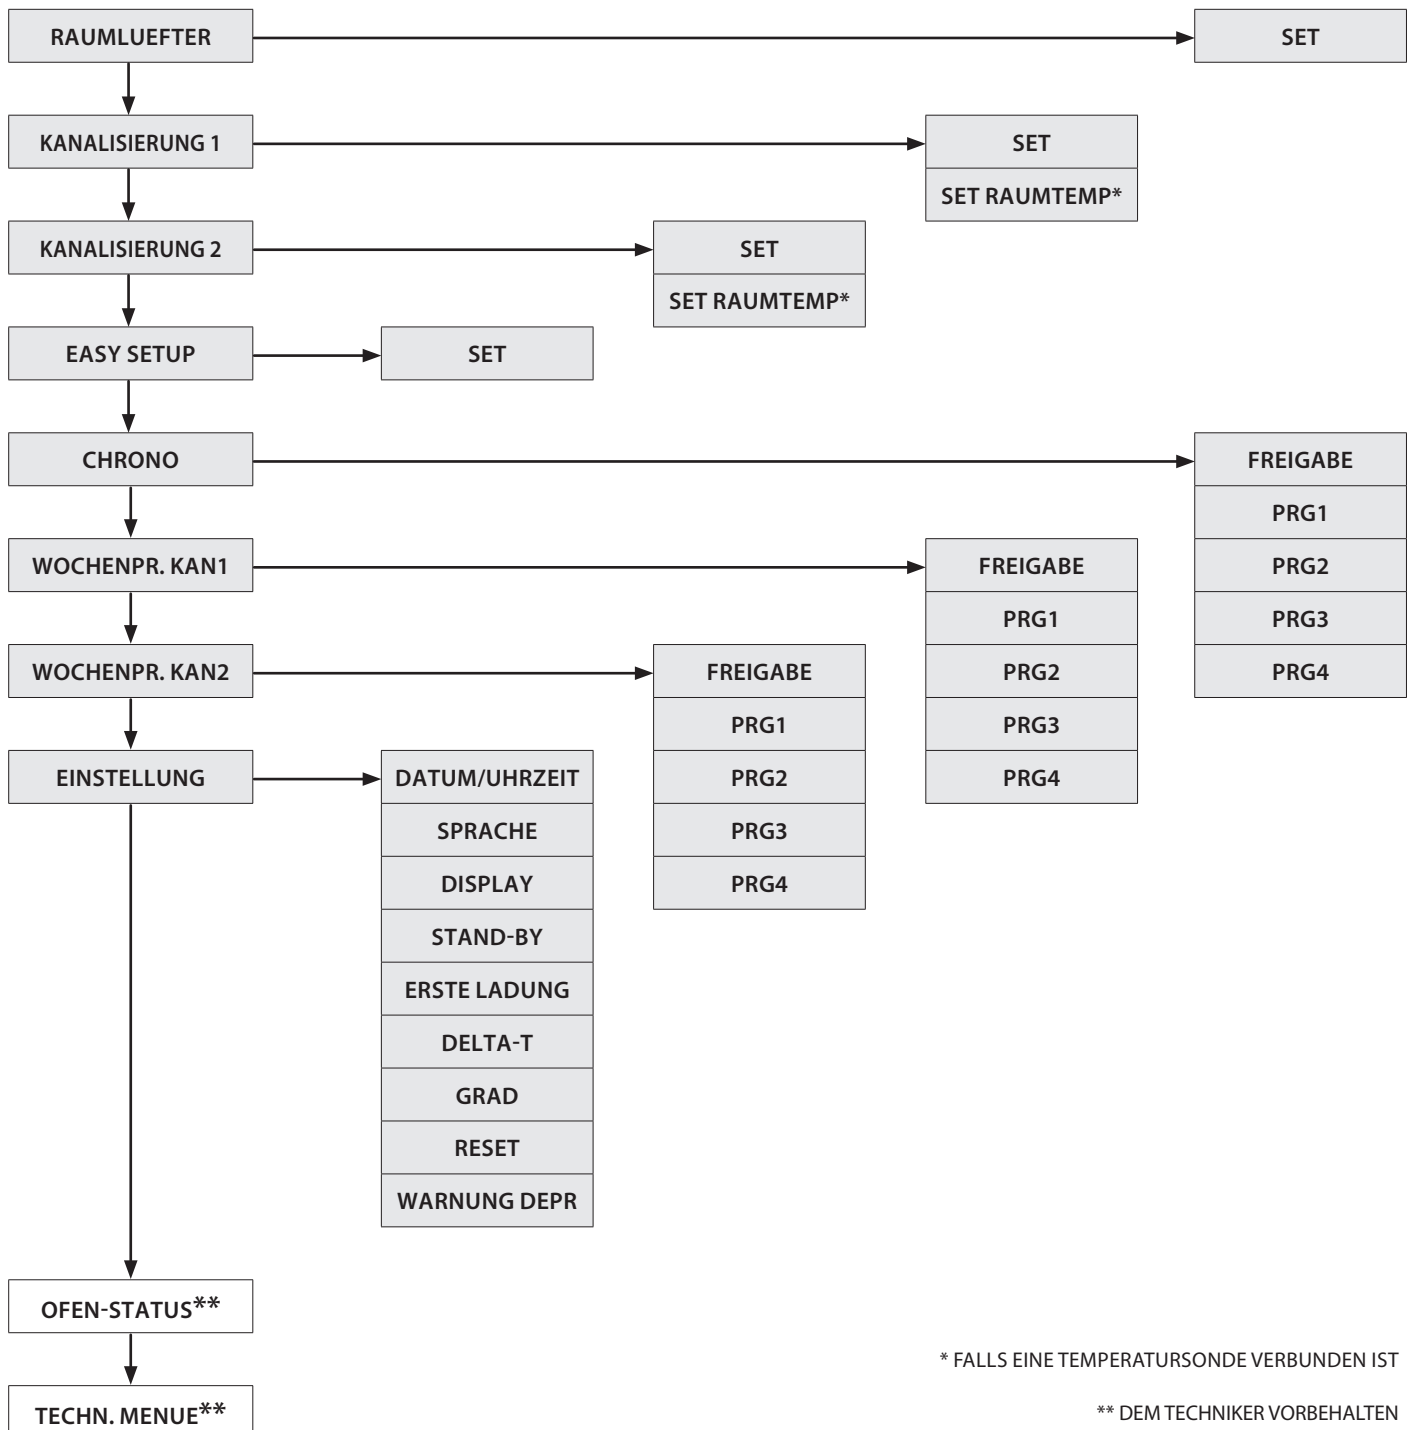 RAUMLUEFTER
SET
KANALISIERUNG 1
SET
SET RAUMTEMP*
KANALISIERUNG 2
SET
SET RAUMTEMP*
EASY SETUP
SET
CHRONO
FREIGABE
PRG1
PRG2
PRG3
PRG4
WOCHENPR. KAN1
FREIGABE
PRG1
PRG2
PRG3
PRG4
WOCHENPR. KAN2
FREIGABE
PRG1
PRG2
PRG3
PRG4
EINSTELLUNG
DATUM/UHRZEIT
SPRACHE
DISPLAY
STAND-BY
ERSTE LADUNG
DELTA-T
GRAD
RESET
WARNUNG DEPR
OFEN-STATUS**
TECHN. MENUE**
* FALLS EINE TEMPERATURSONDE VERBUNDEN IST
** DEM TECHNIKER VORBEHALTEN